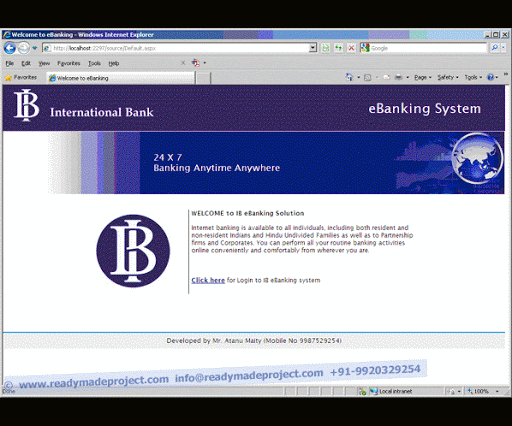 Welcome to eBanking - Windows Internet Explorer
http://localhost:2297/source/Default.aspx
Google
File Edit View Favorites Tools Help
Favorites Welcome to eBanking
Page Safety Tools
IB International Bank
eBanking System
24 X 7
Banking Anytime Anywhere
IB
WELCOME to IB eBanking Solution
Internet banking is available to all individuals, including both resident and
non-resident Indians and Hindu Undivided Families as well as to Partnership
firms and Corporates. You can perform all your routine banking activities
online conveniently and comfortably from wherever you are.
Click here for Login to IB eBanking system
Developed by Mr. Atanu Maity (Mobile No 9987529254)
© www.readymadeproject.com info@readymadeproject.com +91-9920329254
Done
Local intranet
100%